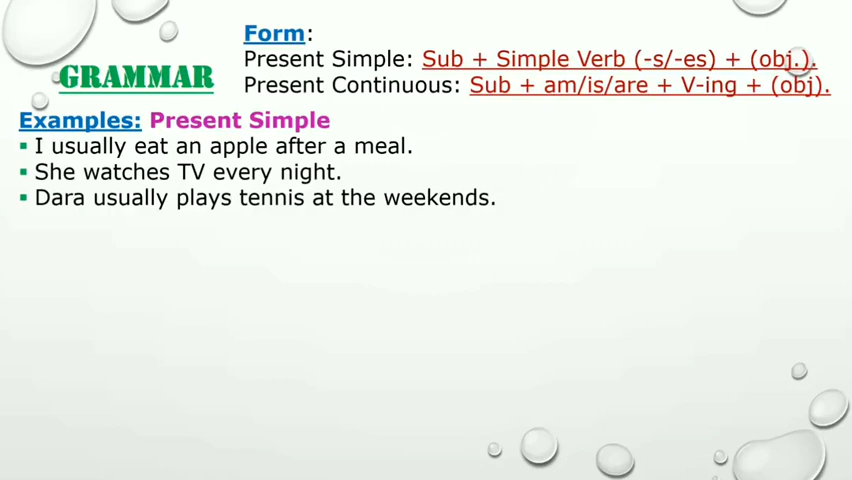 GRAMMAR
Form:
Present Simple: Sub + Simple Verb (-s/-es) + (obj.).
Present Continuous: Sub + am/is/are + V-ing + (obj).
Examples: Present Simple
▪ I usually eat an apple after a meal.
▪ She watches TV every night.
▪ Dara usually plays tennis at the weekends.